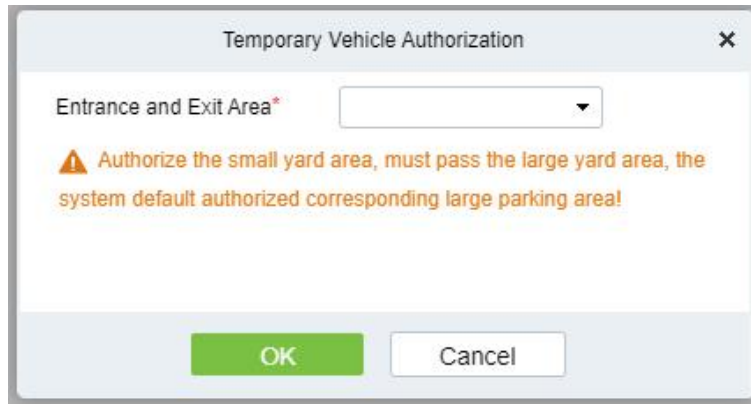 Temporary Vehicle Authorization
Entrance and Exit Area*
Authorize the small yard area, must pass the large yard area, the
system default authorized corresponding large parking area!
OK
Cancel